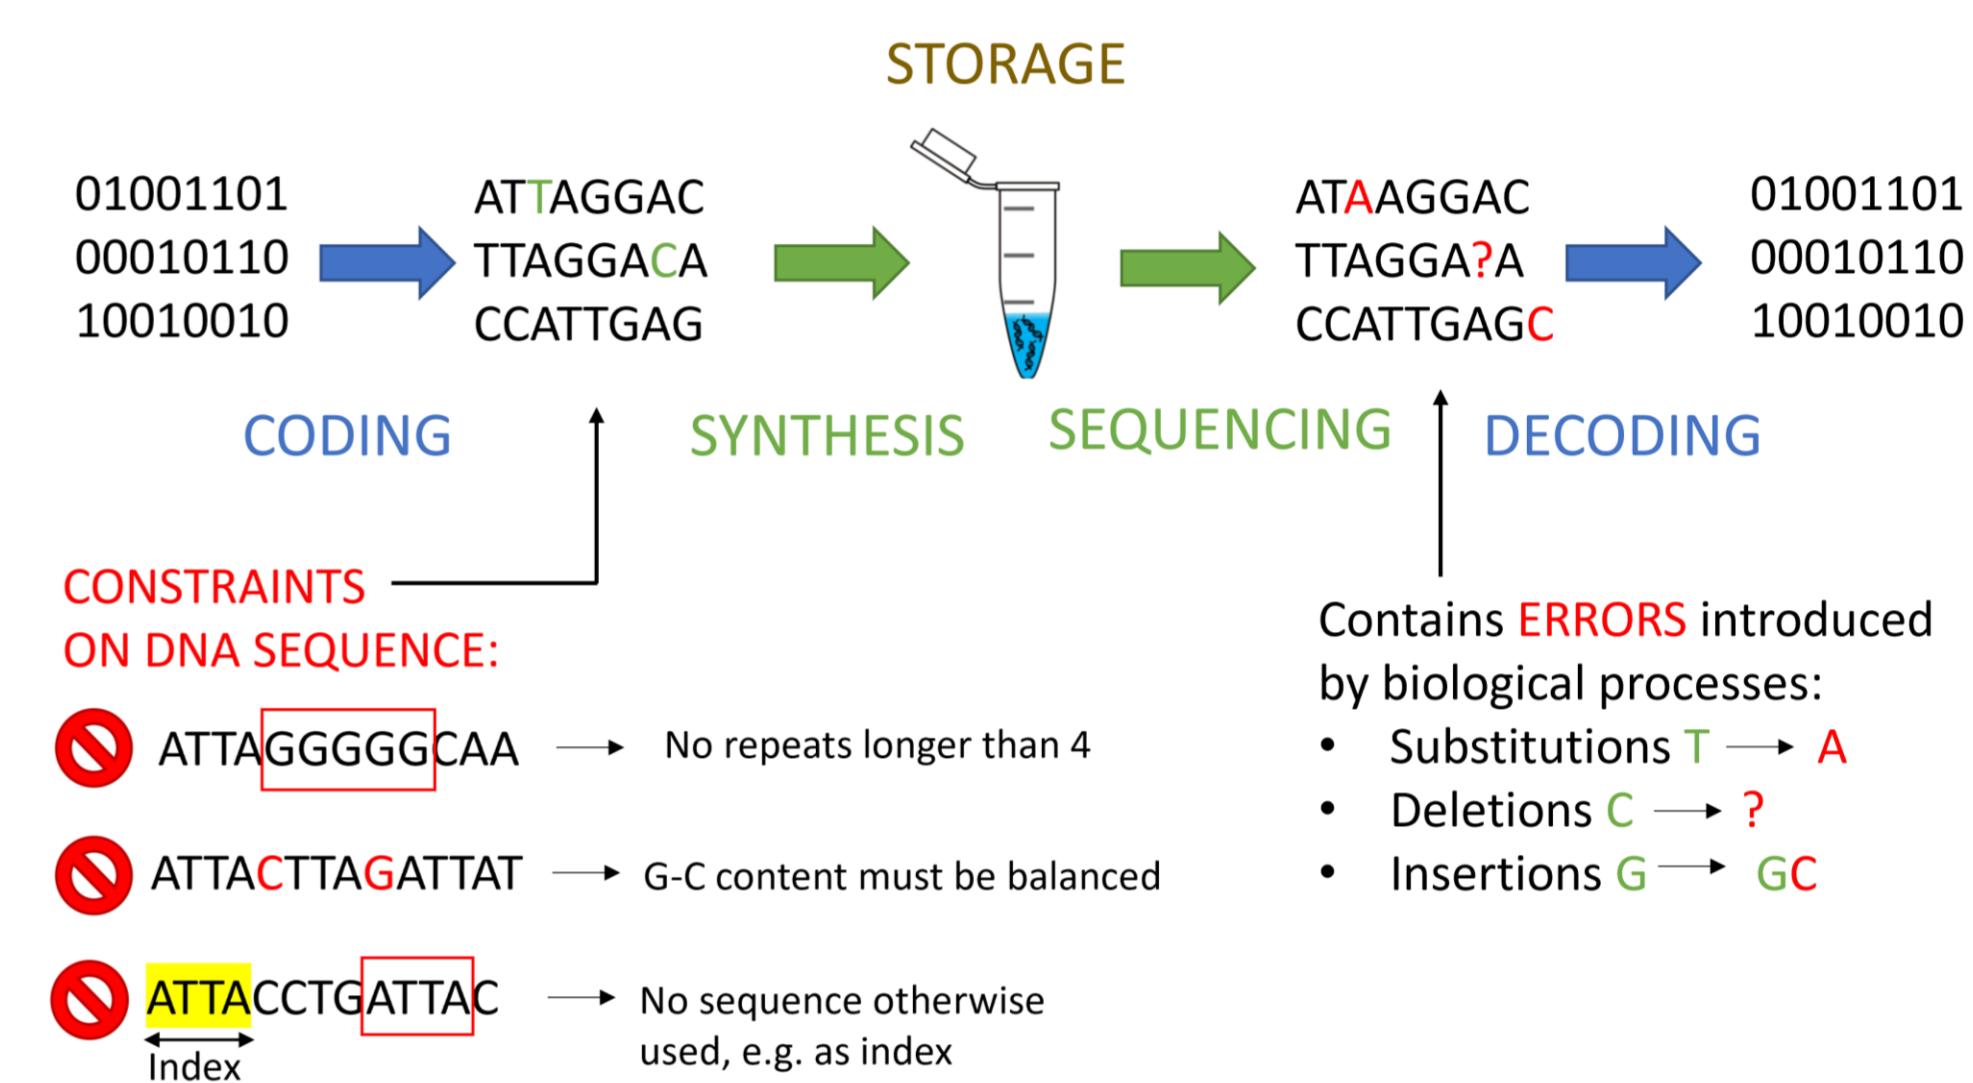 STORAGE
01001101
00010110
10010010
ATTAGGAC
TTAGGACA
CCATTGAG
ATAAGGAC
TTAGGA?A
CCATTGAGC
01001101
00010110
10010010
CODING
SYNTHESIS
SEQUENCING
DECODING
CONSTRAINTS
ON DNA SEQUENCE:
ATTAGGGGGCAA
No repeats longer than 4
ATTACTTAGATTAT
G-C content must be balanced
ATTACCTGATTAC
Index
No sequence otherwise
used, e.g. as index
Contains ERRORS introduced
by biological processes:
• Substitutions T → A
• Deletions C → ?
• Insertions G → GC